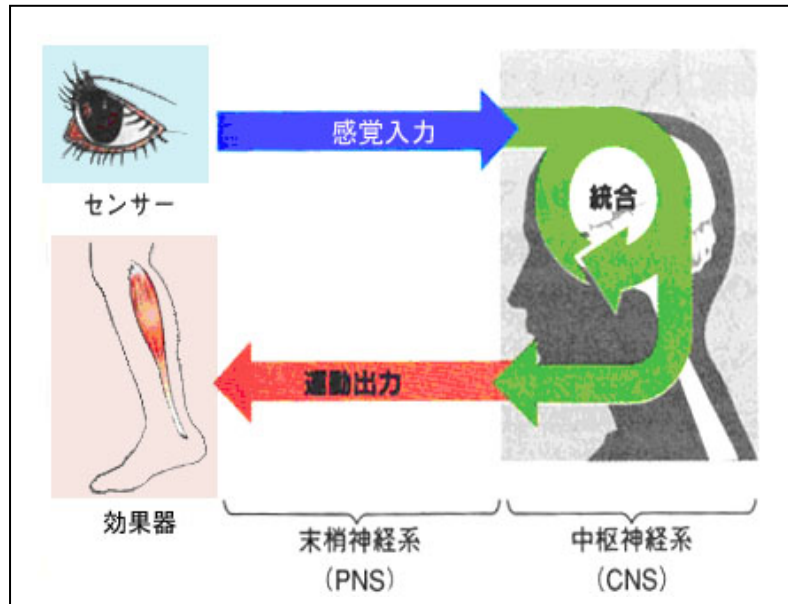 感覚入力
センサー
統合
運動出力
効果器
末梢神経系
(PNS)
中枢神経系
(CNS)